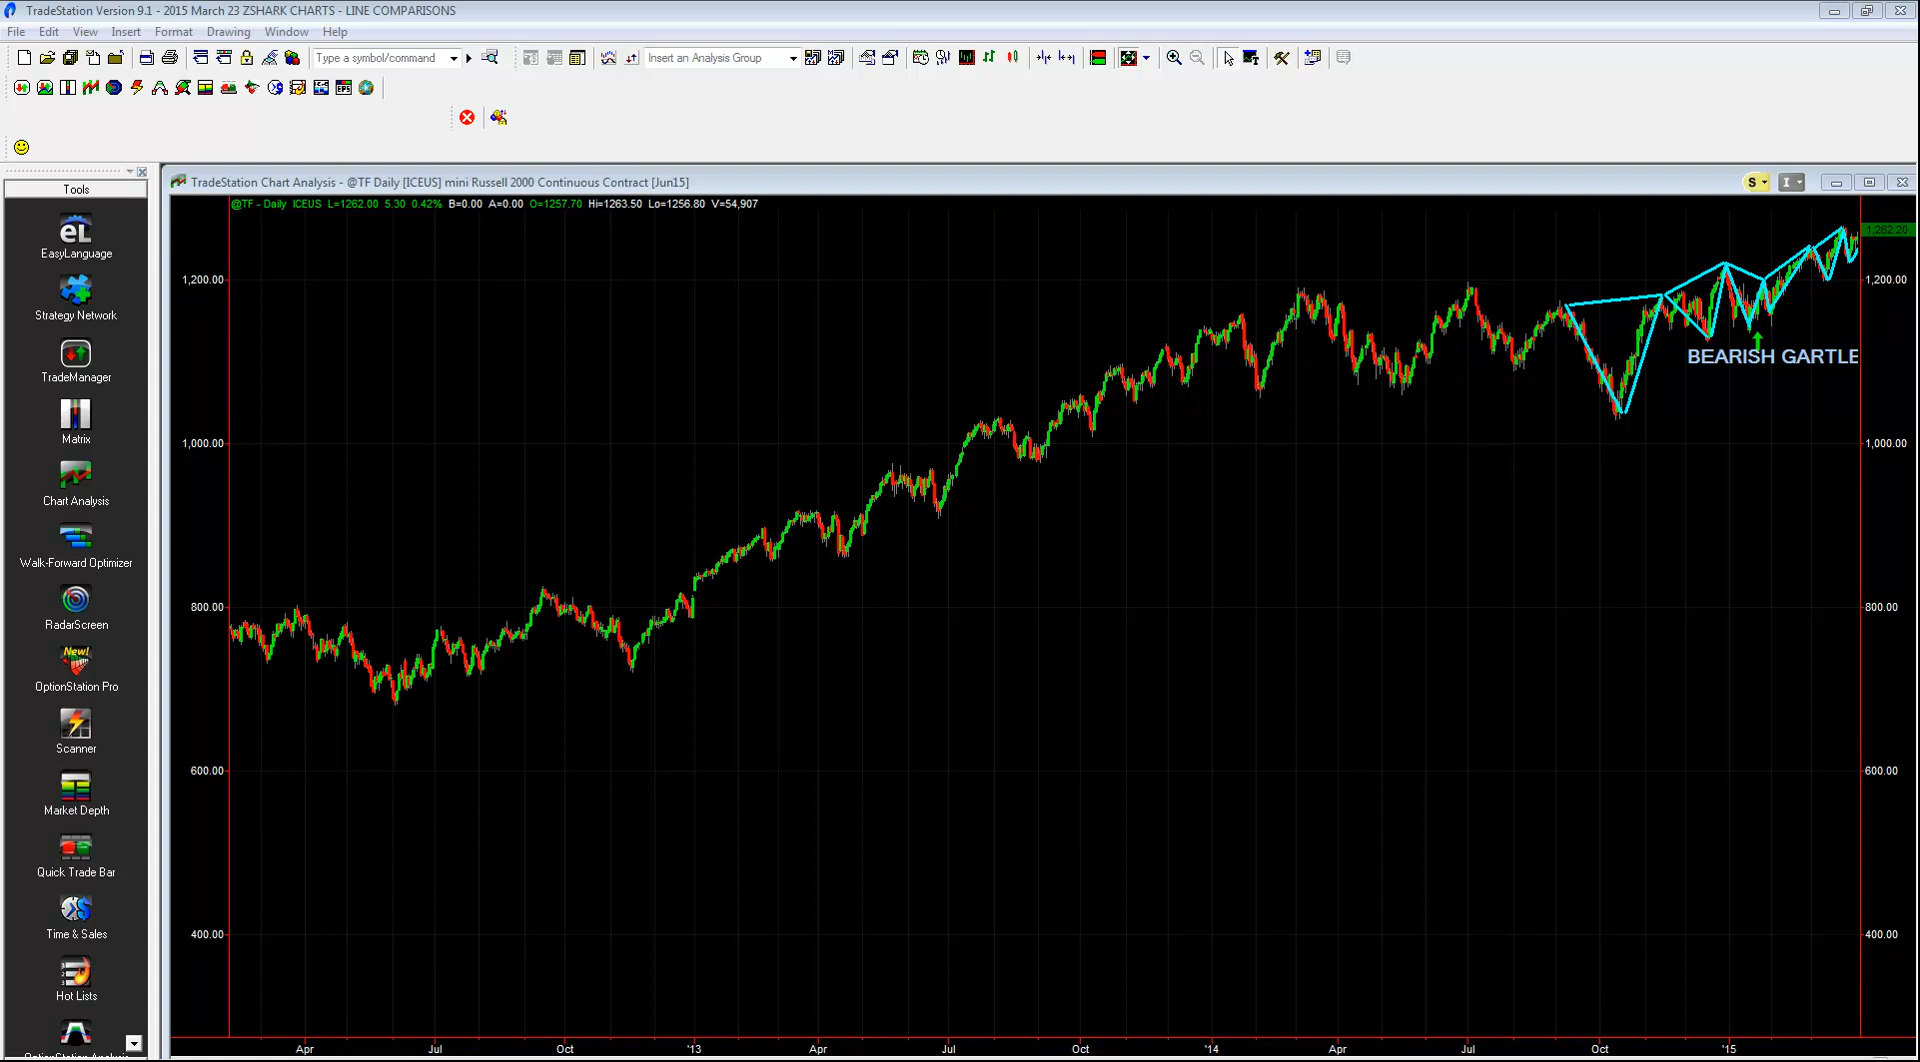 TradeStation Version 9.1 - 2015 March 23 ZSHARK CHARTS - LINE COMPARISONS
File Edit View Insert Format Drawing Window Help
Type a symbol/command
Insert an Analysis Group
Tools
EasyLanguage
Strategy Network
TradeManager
Matrix
Chart Analysis
Walk-Forward Optimizer
RadarScreen
New!
OptionStation Pro
Scanner
Market Depth
Quick Trade Bar
Time & Sales
Hot Lists
TradeStation Chart Analysis - @TF Daily [ICEUS] mini Russell 2000 Continuous Contract [Jun15]
S
I
@TF - Daily ICEUS L=1262.00 5.30 0.42% B=0.00 A=0.00 O=1257.70 Hi=1263.50 Lo=1256.80 V=54,907
1,262.20
1,200.00 1,200.00
BEARISH GARTLE
1,000.00 1,000.00
800.00 800.00
600.00 600.00
400.00 400.00
Apr Jul Oct '13 Apr Jul Oct '14 Apr Jul Oct '15